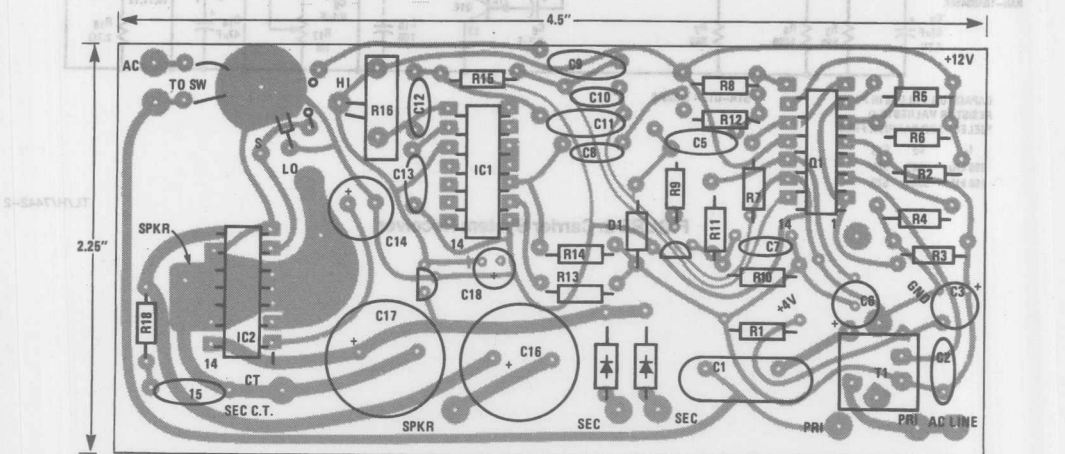 4.5"
AC
TO SW
S
LO
HI
R16
C12
C13
R15
IC1
14
C9
C10
C11
C8
R8
R12
C5
Q1
14
1
+12V
R5
R6
R2
R4
R3
2.25"
SPKR
C14
R9
R11
R7
C7
D1
R14
R13
R10
C18
GND
C6
C3
+4V
R18
IC2
14
C17
C16
R1
C1
T1
C2
15
CT
SEC C.T.
SPKR
SEC
SEC
PRI
PRI
AC LINE